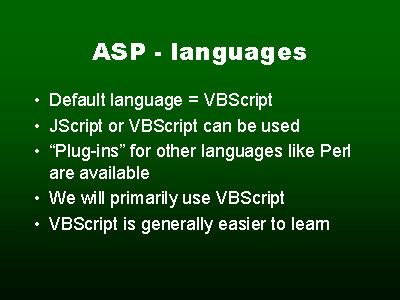 ASP - languages
• Default language = VBScript
• JScript or VBScript can be used
• “Plug-ins” for other languages like Perl
are available
• We will primarily use VBScript
• VBScript is generally easier to learn